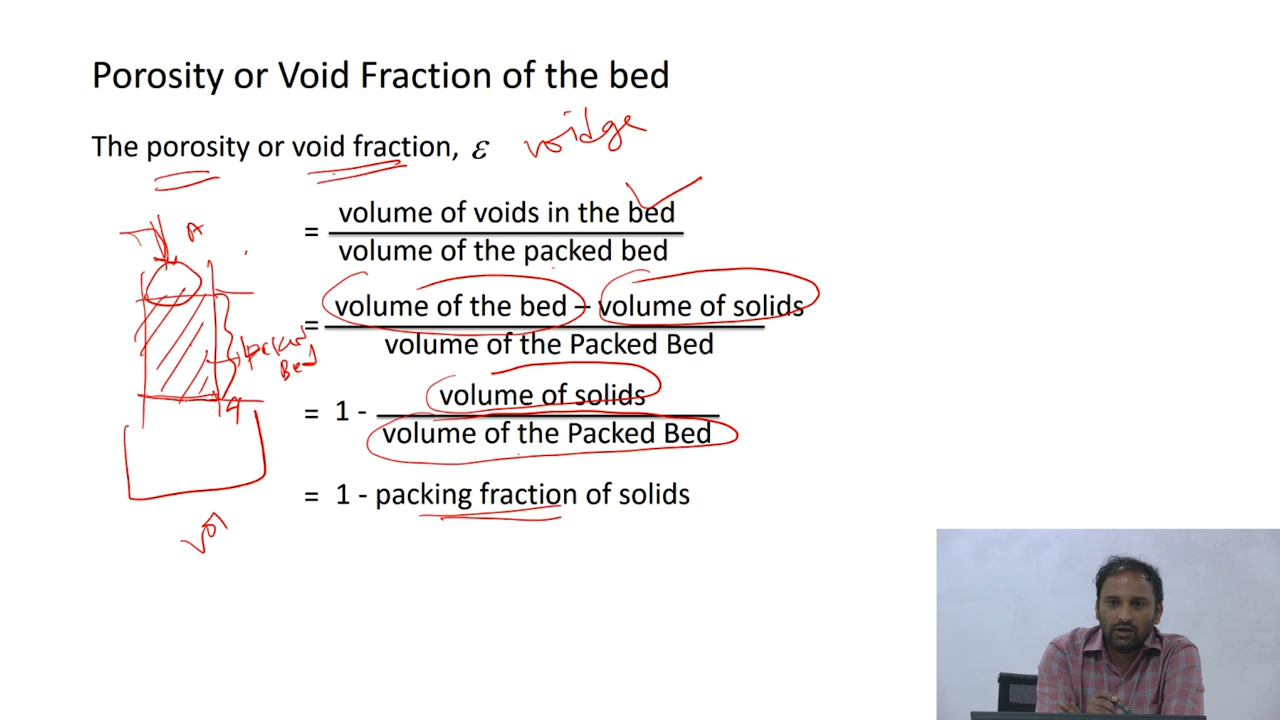 Porosity or Void Fraction of the bed
The porosity or void fraction, ε voidge
= volume of voids in the bed
volume of the packed bed
A
= volume of the bed – volume of solids
volume of the Packed Bed
packed
Bed
= 1 - volume of solids
volume of the Packed Bed
= 1 - packing fraction of solids
vol